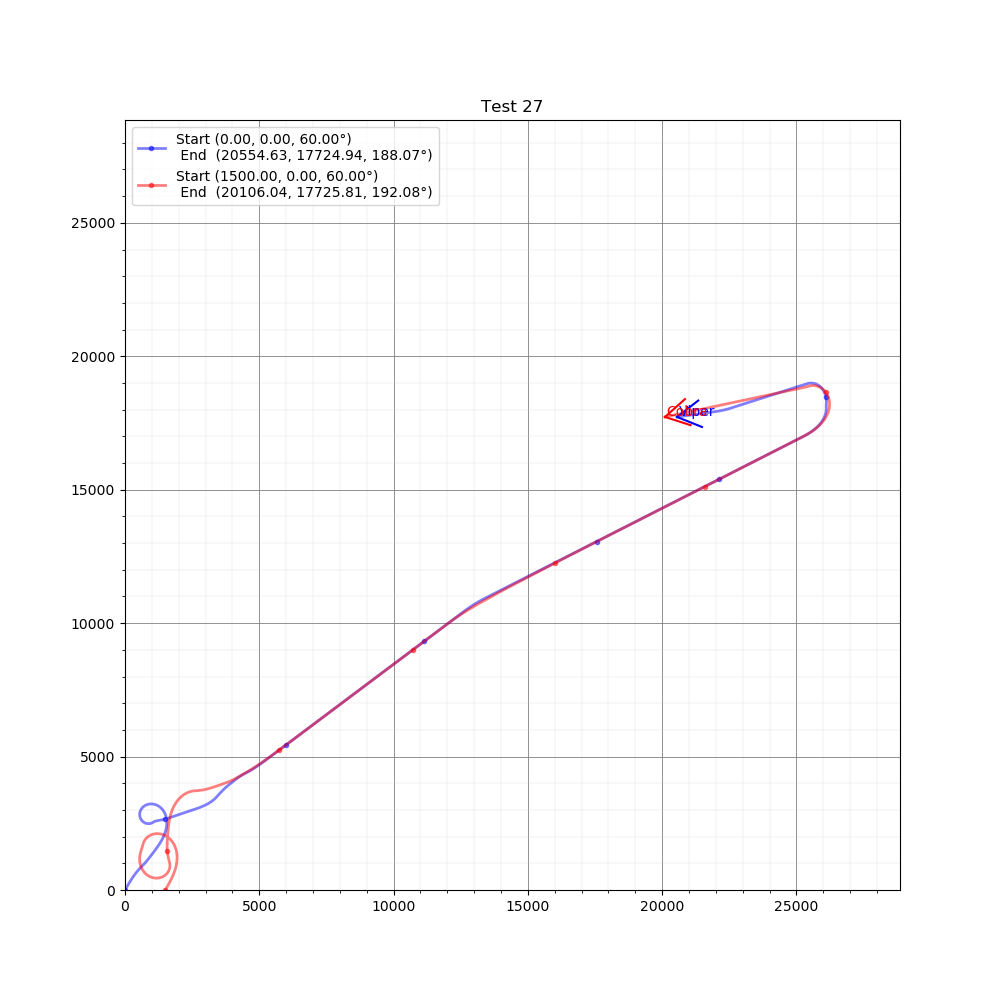 Test 27
Start (0.00, 0.00, 60.00°)
End (20554.63, 17724.94, 188.07°)
Start (1500.00, 0.00, 60.00°)
End (20106.04, 17725.81, 192.08°)
25000
20000
15000
10000
5000
0
0 5000 10000 15000 20000 25000